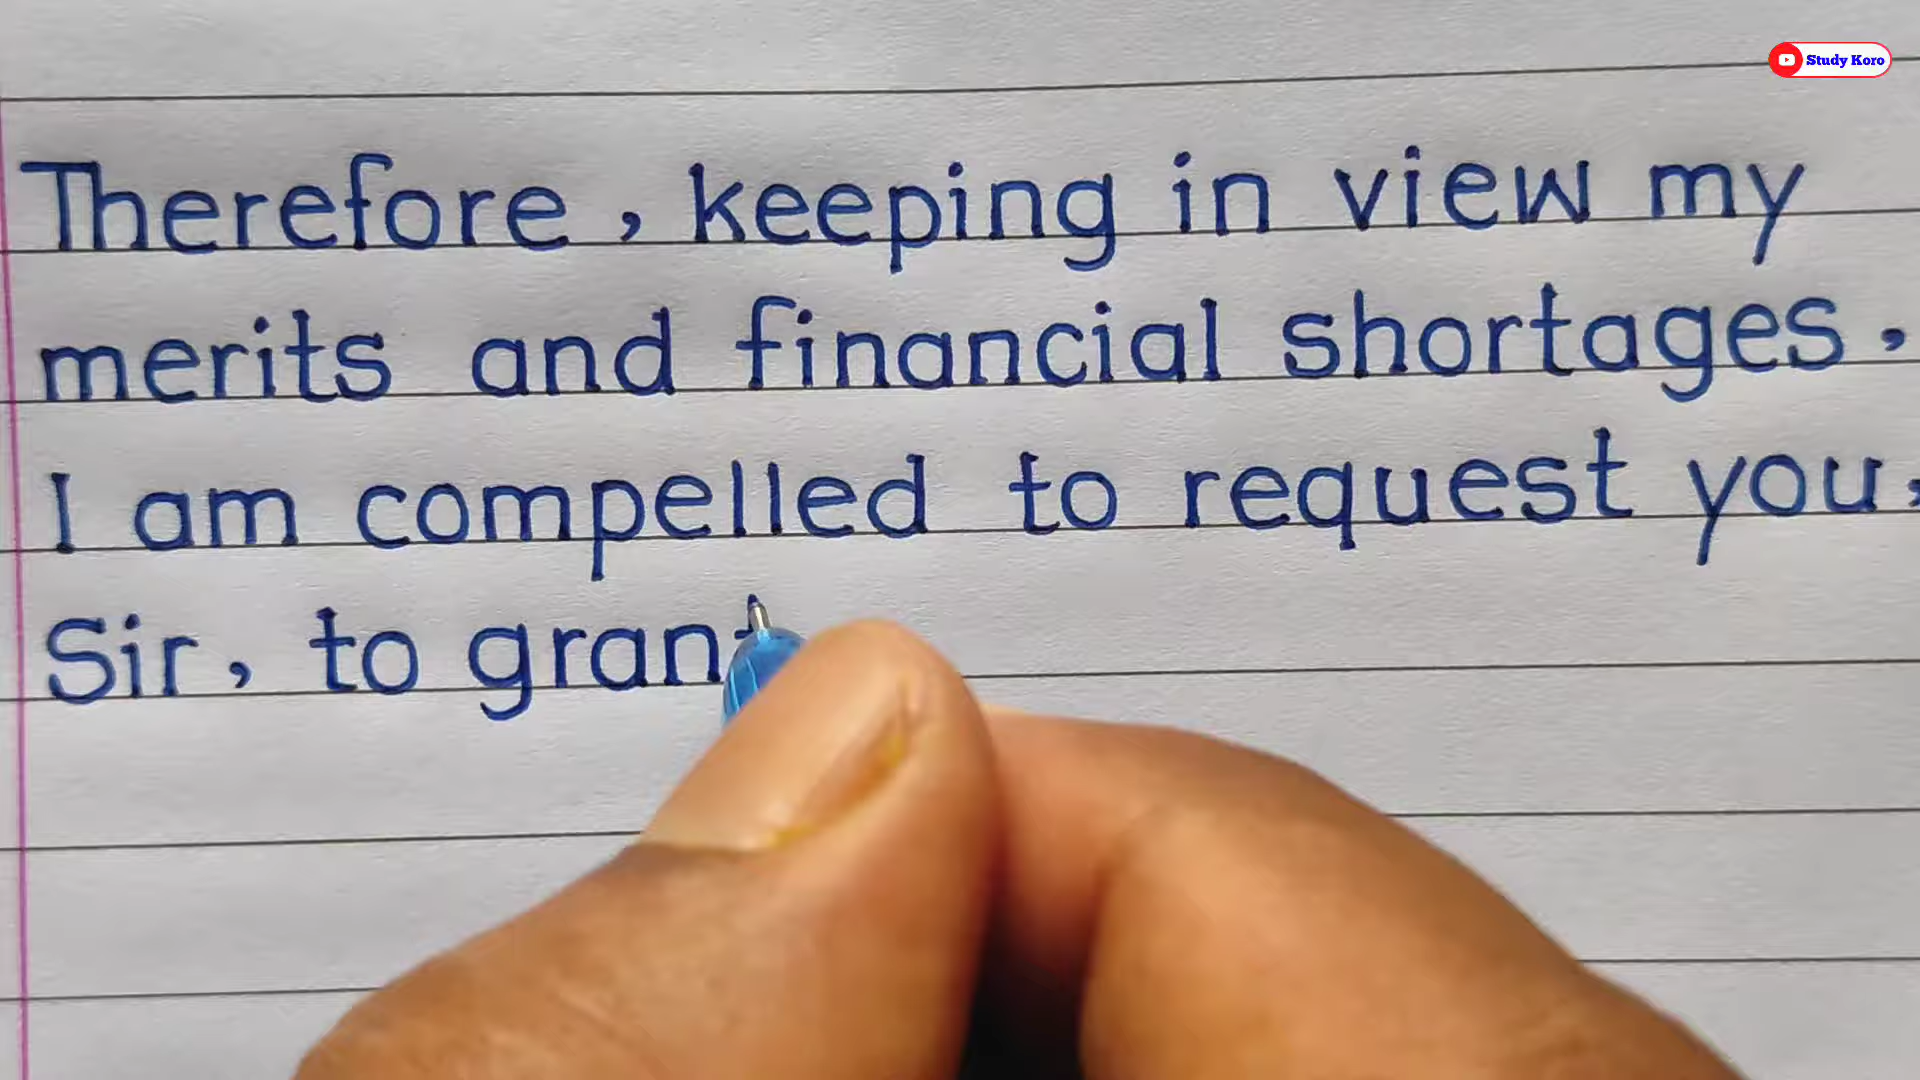 Study Koro
Therefore, keeping in view my
merits and financial shortages,
I am compelled to request you,
Sir, to grant